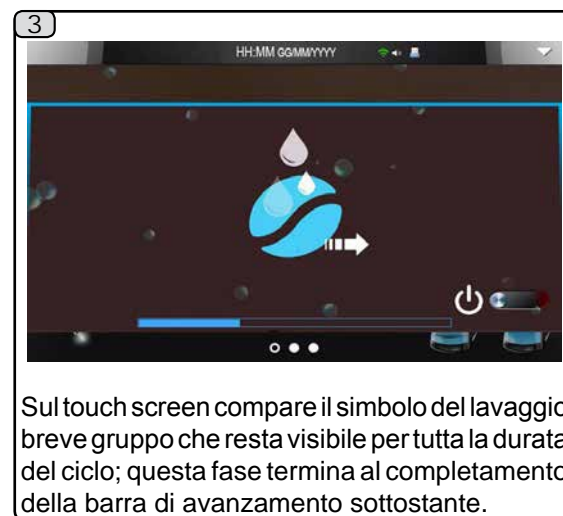 3
HH:MM GG/MM/YYYY
Sul touch screen compare il simbolo del lavaggio
breve gruppo che resta visibile per tutta la durata
del ciclo; questa fase termina al completamento
della barra di avanzamento sottostante.